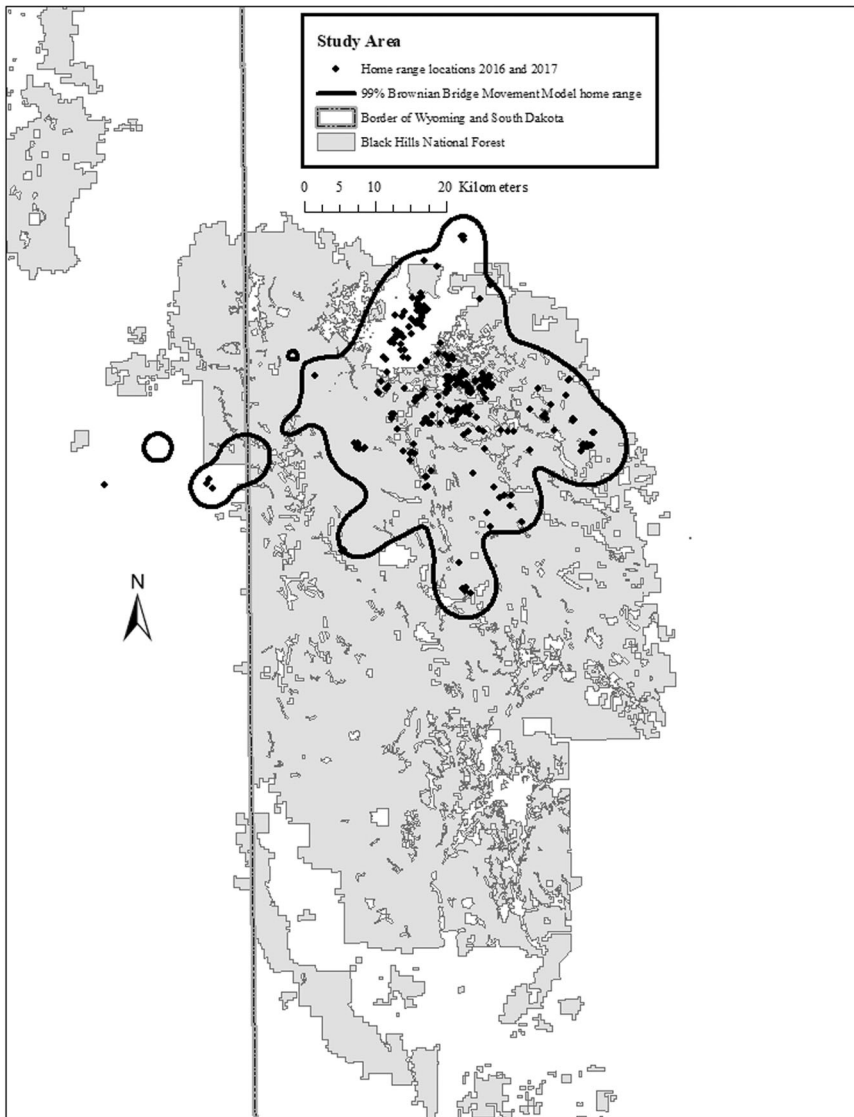 Study Area
Home range locations 2016 and 2017
99% Brownian Bridge Movement Model home range
Border of Wyoming and South Dakota
Black Hills National Forest
0 5 10 20 Kilometers
N